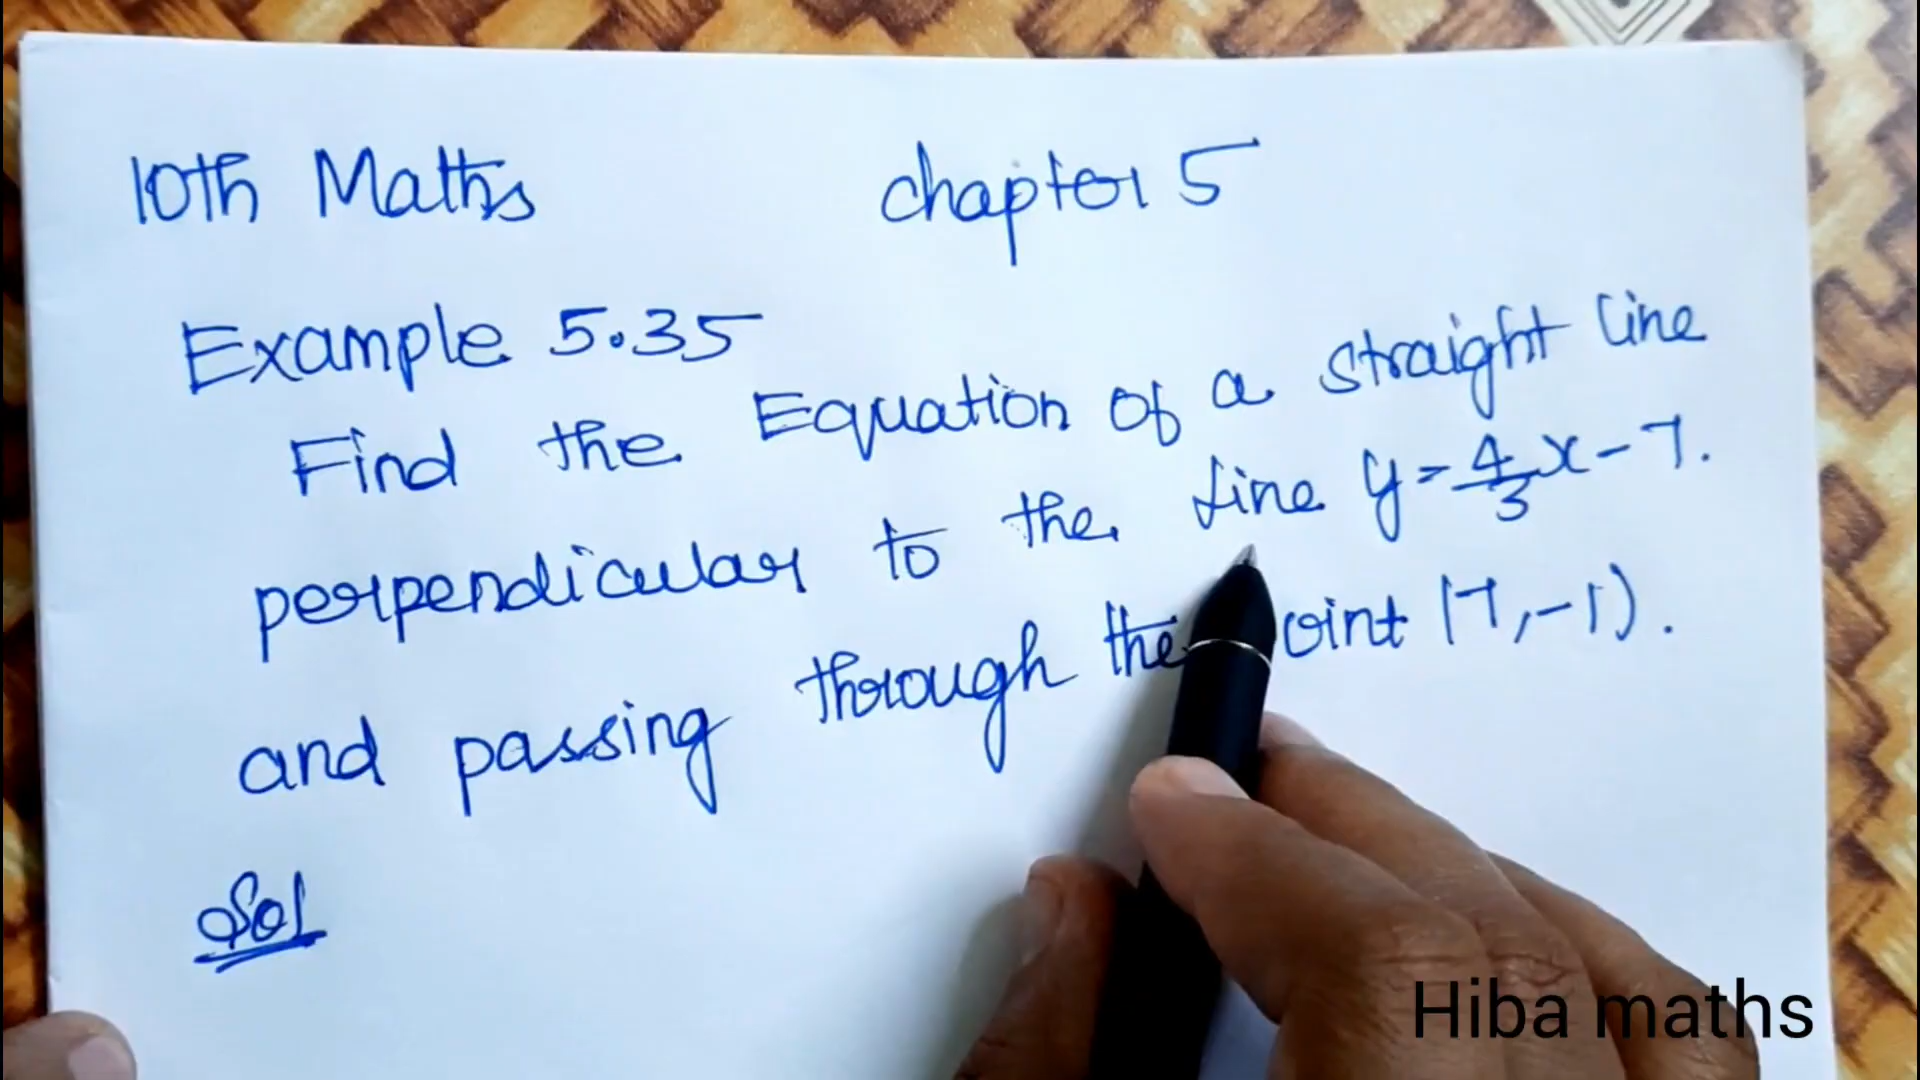 10th Maths chapter 5
Example 5.35
Find the Equation of a straight line
perpendicular to the line y = 4/3 x - 7.
and passing through the oint (7, -1).
Sol
Hiba maths